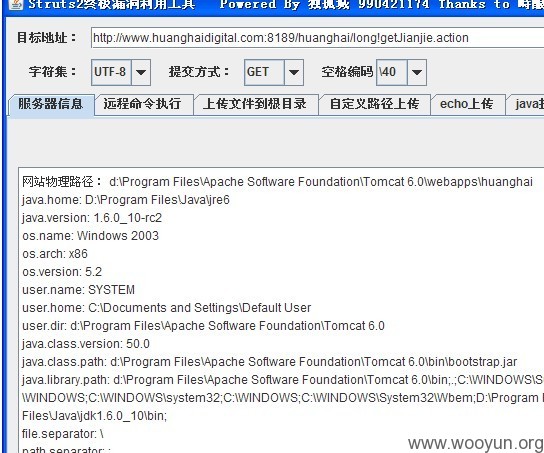 Struts2终极漏洞利用工具 Powered By 独孤城 990421174 Thanks to
目标地址： http://www.huanghaidigital.com:8189/huanghai/long!getJianjie.action
字符集： UTF-8 提交方式： GET 空格编码 \40
服务器信息 远程命令执行 上传文件到根目录 自定义路径上传 echo上传
网站物理路径： d:\Program Files\Apache Software Foundation\Tomcat 6.0\webapps\huanghai
java.home: D:\Program Files\Java\jre6
java.version: 1.6.0_10-rc2
os.name: Windows 2003
os.arch: x86
os.version: 5.2
user.name: SYSTEM
user.home: C:\Documents and Settings\Default User
user.dir: d:\Program Files\Apache Software Foundation\Tomcat 6.0
java.class.version: 50.0
java.class.path: d:\Program Files\Apache Software Foundation\Tomcat 6.0\bin\bootstrap.jar
java.library.path: d:\Program Files\Apache Software Foundation\Tomcat 6.0\bin;.;C:\WINDOWS\S
\WINDOWS;C:\WINDOWS\system32;C:\WINDOWS;C:\WINDOWS\System32\Wbem;D:\Program
Files\Java\jdk1.6.0_10\bin;
file.separator: \
path.separator: ;
www.wooyun.org